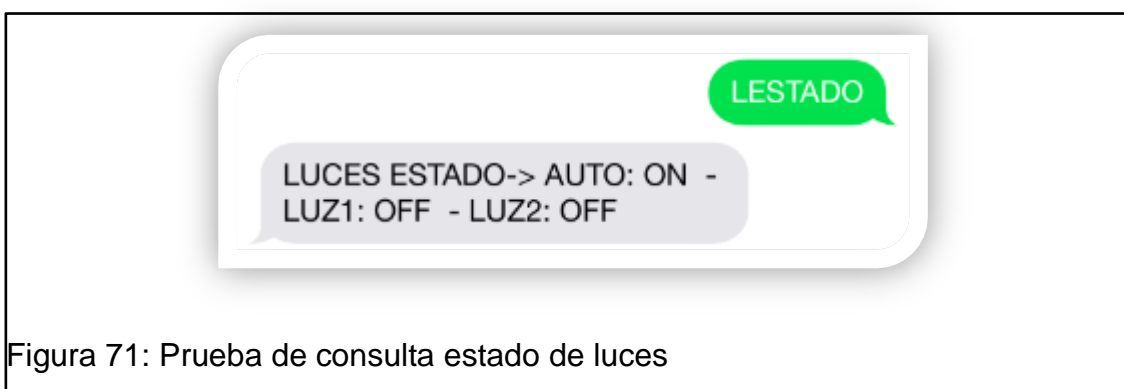 LESTADO
LUCES ESTADO-> AUTO: ON  -
LUZ1: OFF  - LUZ2: OFF
Figura 71: Prueba de consulta estado de luces